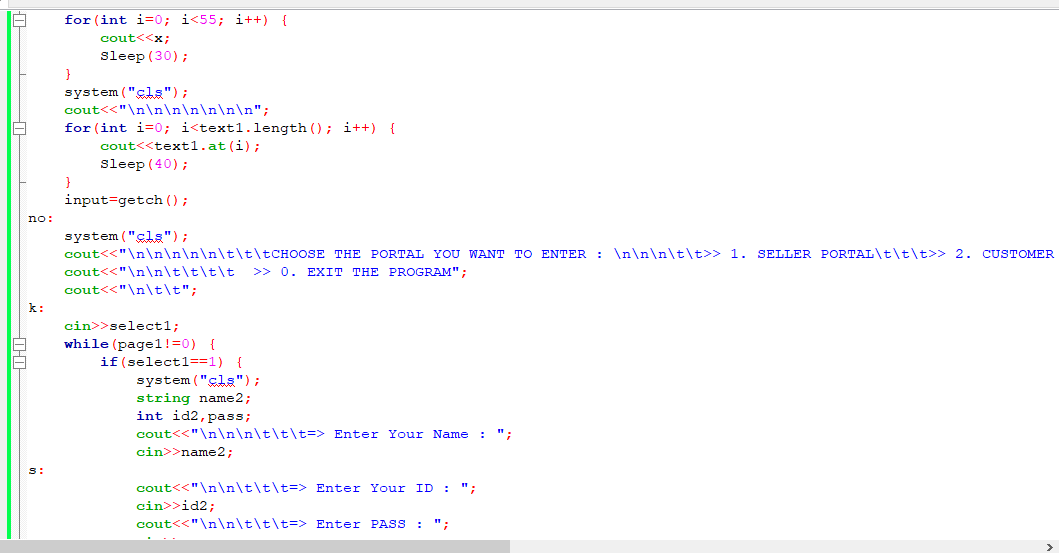 for(int i=0; i<55; i++) {
cout<<x;
Sleep(30);
}
system("cls");
cout<<"\n\n\n\n\n\n\n";
for(int i=0; i<text1.length(); i++) {
cout<<text1.at(i);
Sleep(40);
}
input=getch();
no:
system("cls");
cout<<"\n\n\n\n\n\t\t\tCHOOSE THE PORTAL YOU WANT TO ENTER : \n\n\n\t\t>> 1. SELLER PORTAL\t\t\t>> 2. CUSTOMER
cout<<"\n\n\t\t\t\t  >> 0. EXIT THE PROGRAM";
cout<<"\n\t\t";
k:
cin>>select1;
while(page1!=0) {
if(select1==1) {
system("cls");
string name2;
int id2,pass;
cout<<"\n\n\n\t\t\t=> Enter Your Name : ";
cin>>name2;
s:
cout<<"\n\n\t\t\t=> Enter Your ID : ";
cin>>id2;
cout<<"\n\n\t\t\t=> Enter PASS : ";